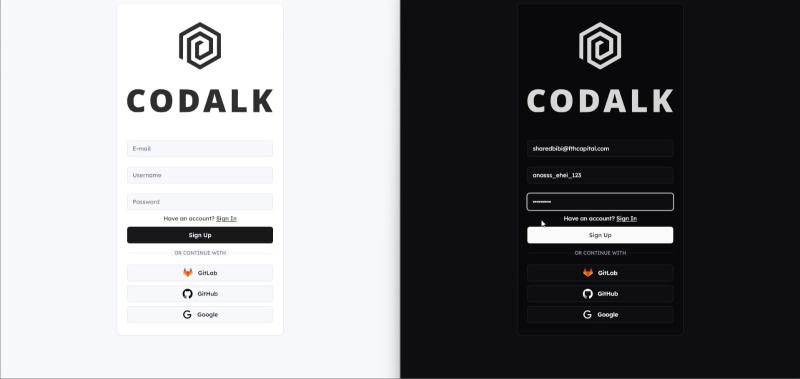 CODALK
E-mail
Username
Password
Have an account? Sign In
Sign Up
OR CONTINUE WITH
GitLab
GitHub
Google
CODALK
sharedbibi@fthcapital.com
anasss_ehei_123
Have an account? Sign In
Sign Up
OR CONTINUE WITH
GitLab
GitHub
Google